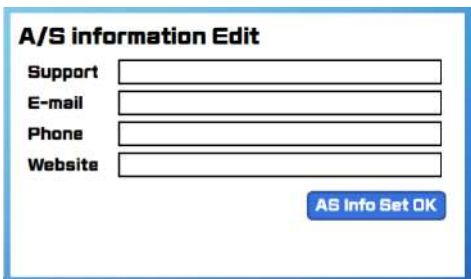 A/S information Edit
Support
E-mail
Phone
Website
AS Info Set OK